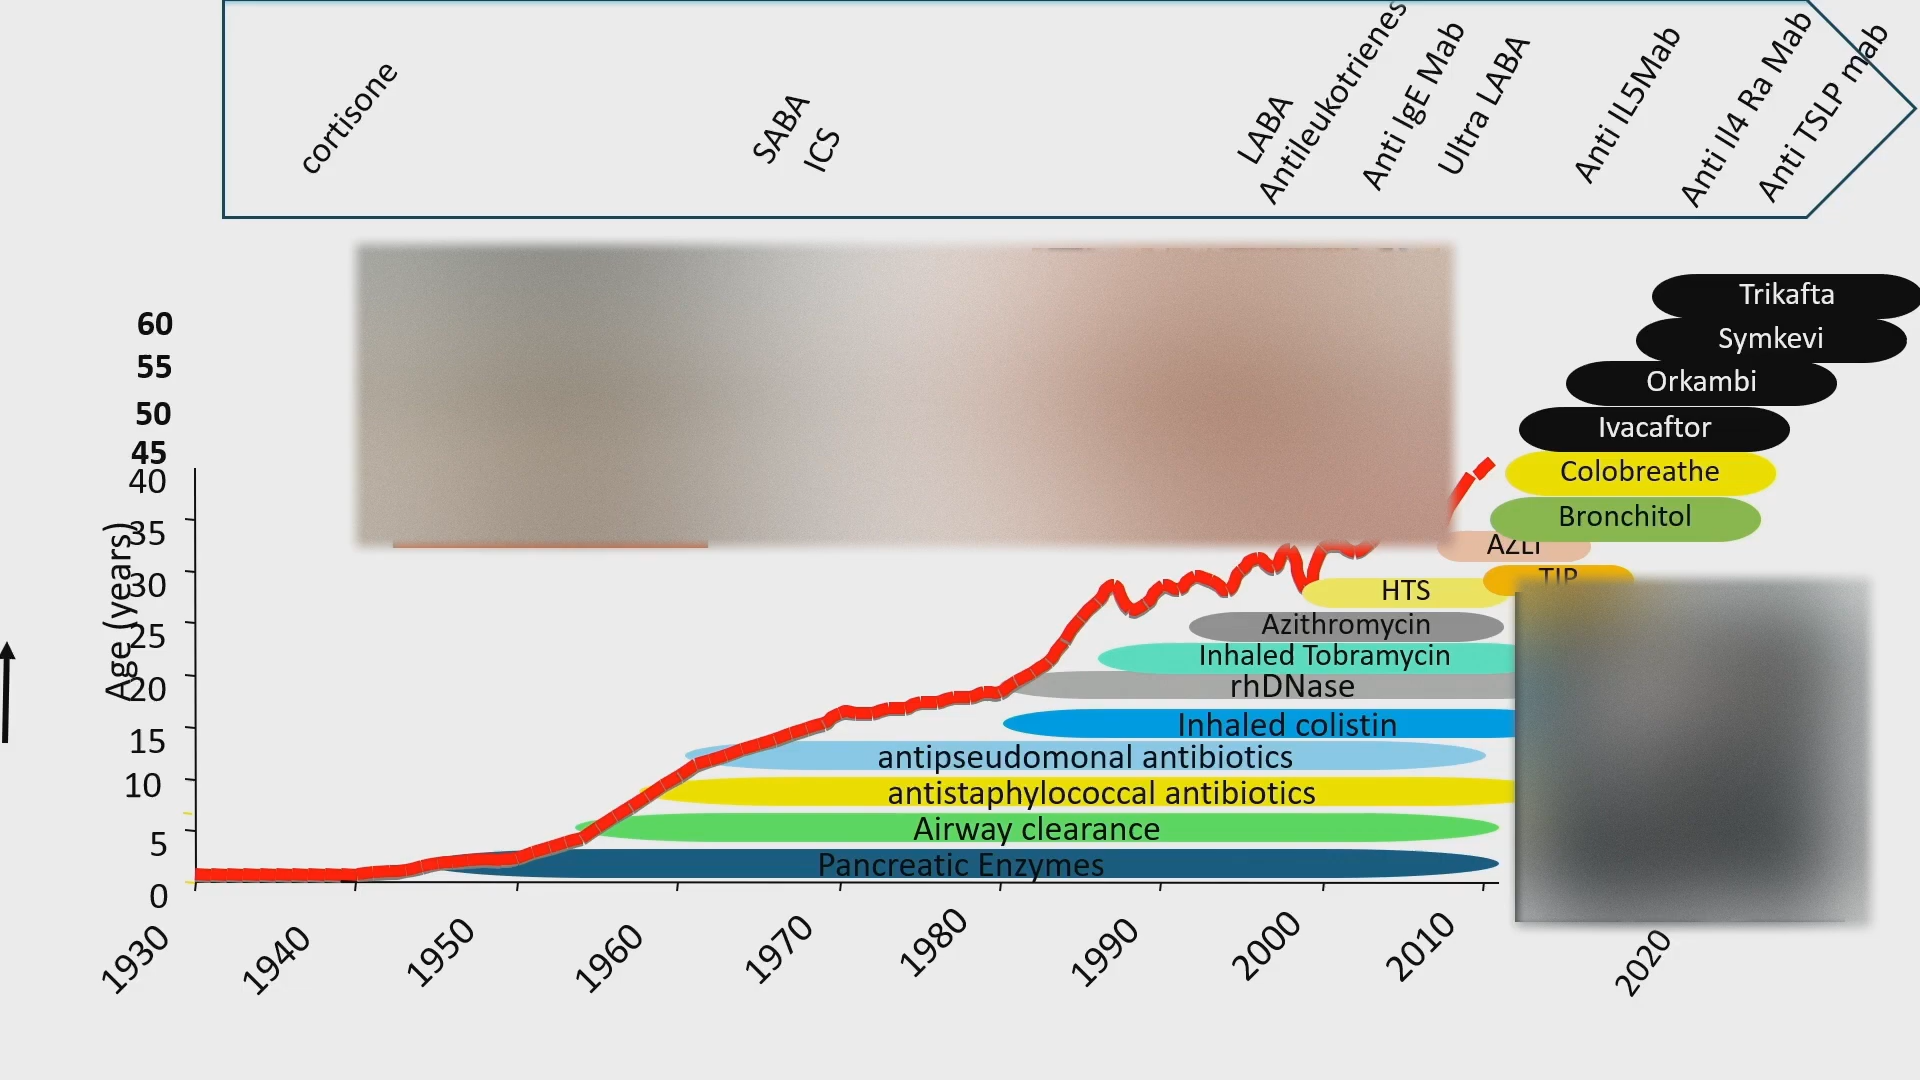 cortisone
SABA
ICS
LABA
Antileukotrienes
Anti IgE Mab
Ultra LABA
Anti IL5Mab
Anti Il4 Ra Mab
Anti TSLP mab
Trikafta
Symkevi
Orkambi
Ivacaftor
Colobreathe
Bronchitol
AZLI
TIP
HTS
Azithromycin
Inhaled Tobramycin
rhDNase
Inhaled colistin
antipseudomonal antibiotics
antistaphylococcal antibiotics
Airway clearance
Pancreatic Enzymes
Age (years)
60
55
50
45
40
35
30
25
20
15
10
5
0
1930
1940
1950
1960
1970
1980
1990
2000
2010
2020